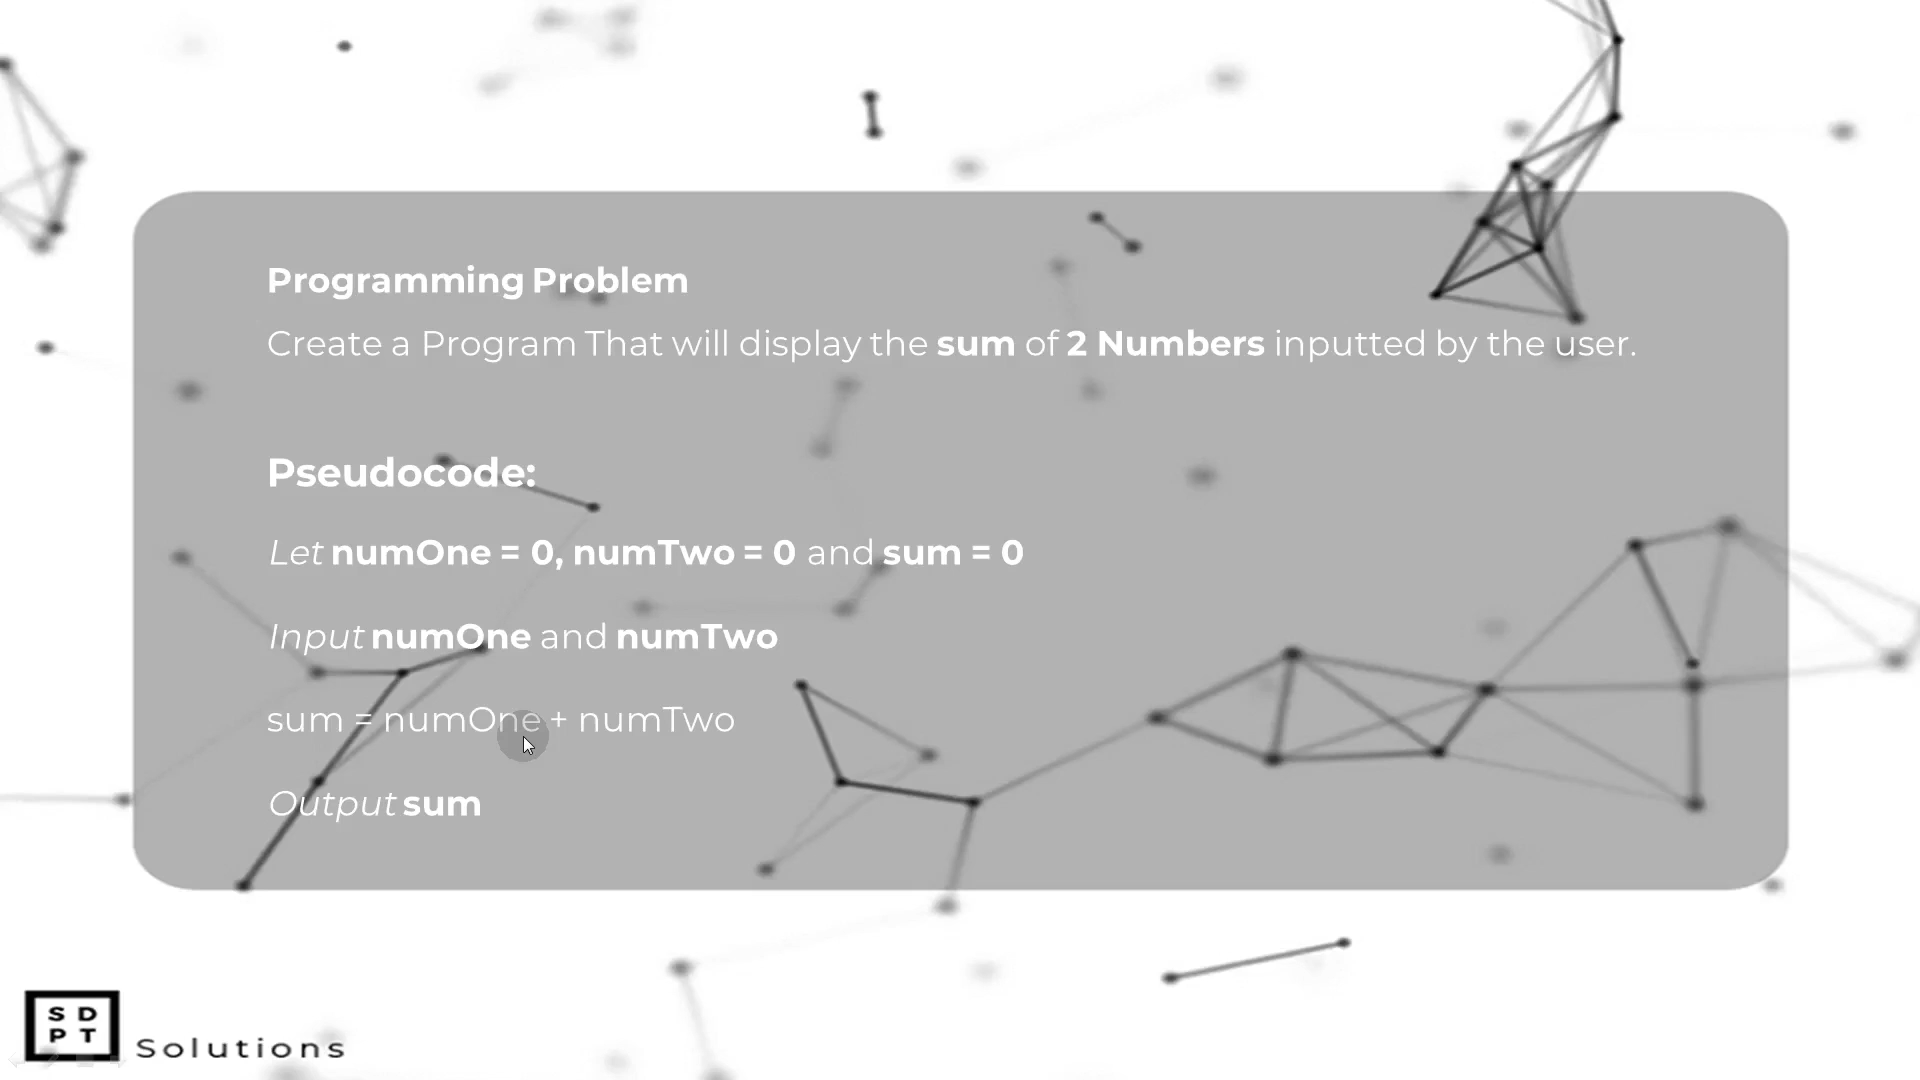 Programming Problem
Create a Program That will display the sum of 2 Numbers inputted by the user.
Pseudocode:
Let numOne = 0, numTwo = 0 and sum = 0
Input numOne and numTwo
sum = numOne + numTwo
Output sum
S D
P T
Solutions